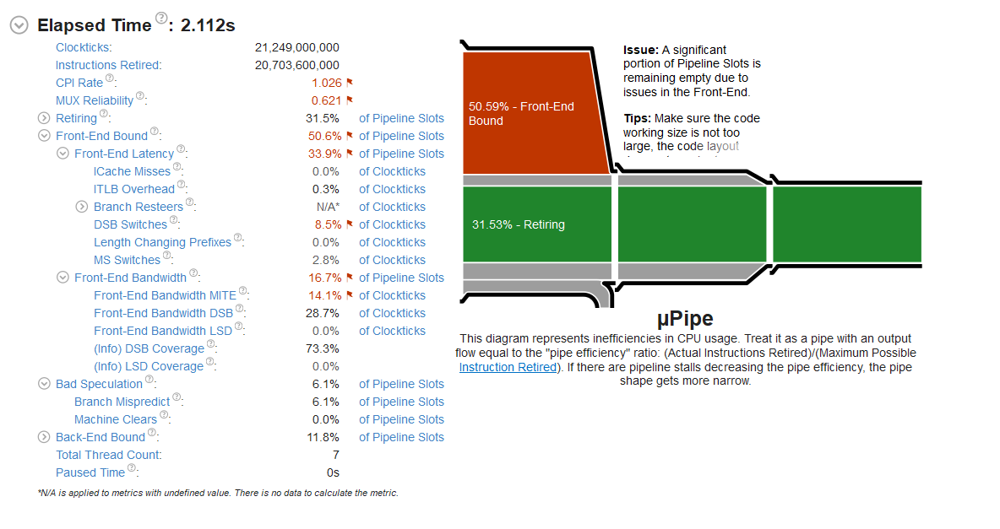 Elapsed Time ?: 2.112s
Clockticks: 21,249,000,000
Instructions Retired: 20,703,600,000
CPI Rate ?: 1.026
MUX Reliability ?: 0.621
Retiring ?: 31.5% of Pipeline Slots
Front-End Bound ?: 50.6% of Pipeline Slots
Front-End Latency ?: 33.9% of Pipeline Slots
ICache Misses ?: 0.0% of Clockticks
ITLB Overhead ?: 0.3% of Clockticks
Branch Resteers ?: N/A* of Clockticks
DSB Switches ?: 8.5% of Clockticks
Length Changing Prefixes ?: 0.0% of Clockticks
MS Switches ?: 2.8% of Clockticks
Front-End Bandwidth ?: 16.7% of Pipeline Slots
Front-End Bandwidth MITE ?: 14.1% of Clockticks
Front-End Bandwidth DSB ?: 28.7% of Clockticks
Front-End Bandwidth LSD ?: 0.0% of Clockticks
(Info) DSB Coverage ?: 73.3%
(Info) LSD Coverage ?: 0.0%
Bad Speculation ?: 6.1% of Pipeline Slots
Branch Mispredict ?: 6.1% of Pipeline Slots
Machine Clears ?: 0.0% of Pipeline Slots
Back-End Bound ?: 11.8% of Pipeline Slots
Total Thread Count: 7
Paused Time ?: 0s
*N/A is applied to metrics with undefined value. There is no data to calculate the metric.
50.59% - Front-End
Bound
31.53% - Retiring
Issue: A significant
portion of Pipeline Slots is
remaining empty due to
issues in the Front-End.
Tips: Make sure the code
working size is not too
large, the code layout
µPipe
This diagram represents inefficiencies in CPU usage. Treat it as a pipe with an output
flow equal to the "pipe efficiency" ratio: (Actual Instructions Retired)/(Maximum Possible
Instruction Retired). If there are pipeline stalls decreasing the pipe efficiency, the pipe
shape gets more narrow.